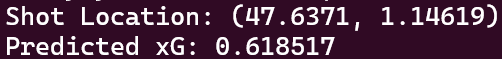 Shot Location: (47.6371, 1.14619)
Predicted xG: 0.618517